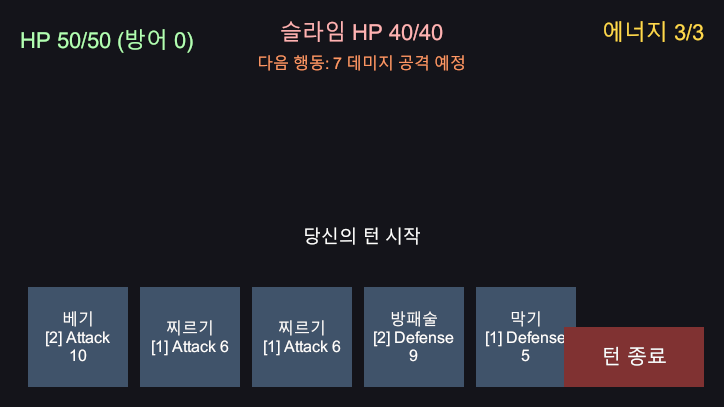 HP 50/50 (방어 0)
슬라임 HP 40/40
에너지 3/3
다음 행동: 7 데미지 공격 예정
당신의 턴 시작
베기
[2] Attack
10
찌르기
[1] Attack 6
찌르기
[1] Attack 6
방패술
[2] Defense
9
막기
[1] Defense
5
턴 종료